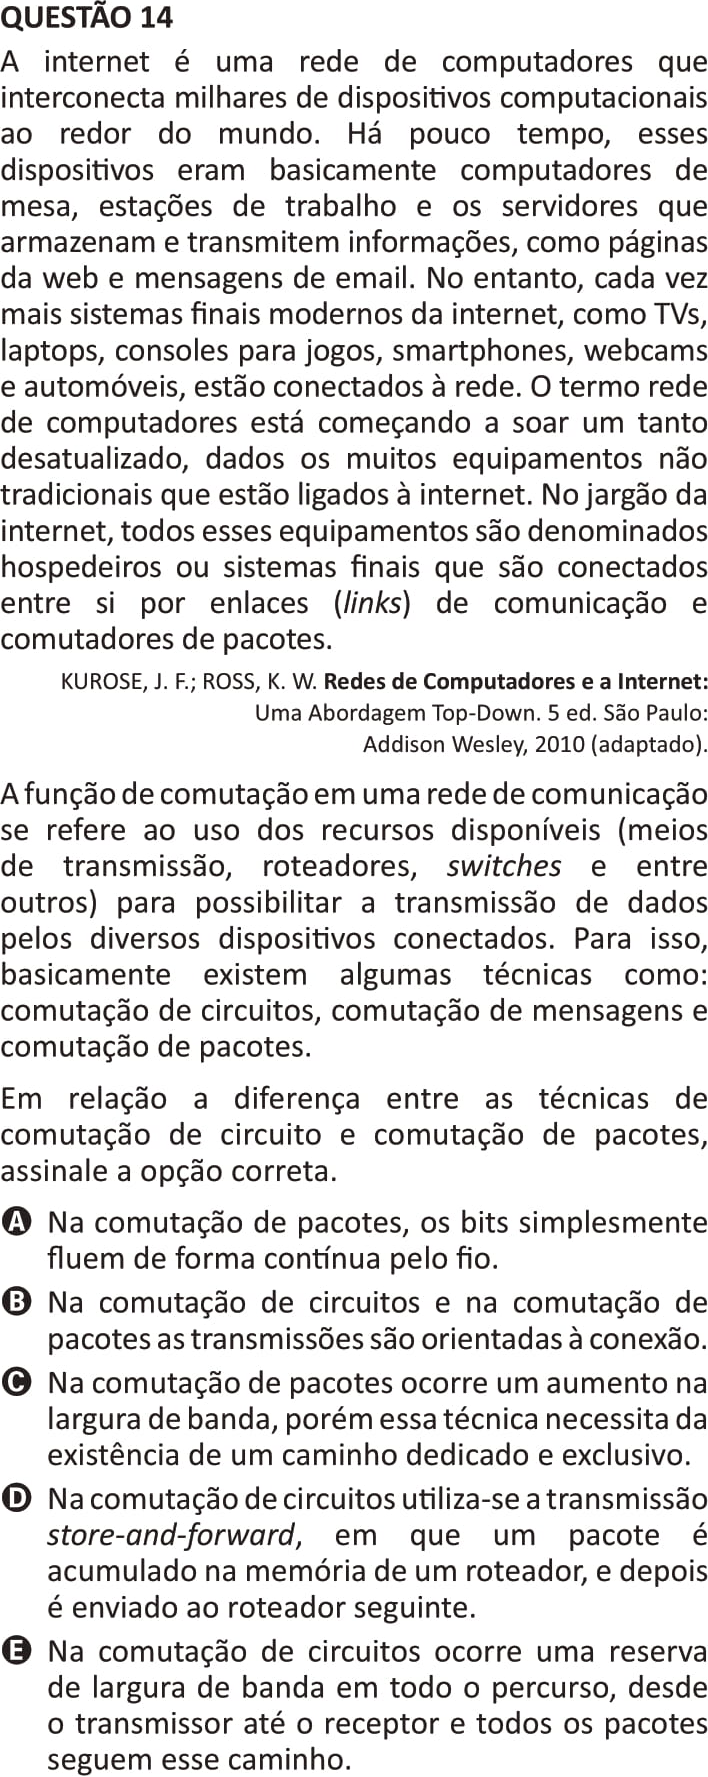 QUESTÃO 14
A internet é uma rede de computadores que
interconecta milhares de dispositivos computacionais
ao redor do mundo. Há pouco tempo, esses
dispositivos eram basicamente computadores de
mesa, estações de trabalho e os servidores que
armazenam e transmitem informações, como páginas
da web e mensagens de email. No entanto, cada vez
mais sistemas finais modernos da internet, como TVs,
laptops, consoles para jogos, smartphones, webcams
e automóveis, estão conectados à rede. O termo rede
de computadores está começando a soar um tanto
desatualizado, dados os muitos equipamentos não
tradicionais que estão ligados à internet. No jargão da
internet, todos esses equipamentos são denominados
hospedeiros ou sistemas finais que são conectados
entre si por enlaces (links) de comunicação e
comutadores de pacotes.
KUROSE, J. F.; ROSS, K. W. Redes de Computadores e a Internet:
Uma Abordagem Top-Down. 5 ed. São Paulo:
Addison Wesley, 2010 (adaptado).
A função de comutação em uma rede de comunicação
se refere ao uso dos recursos disponíveis (meios
de transmissão, roteadores, switches e entre
outros) para possibilitar a transmissão de dados
pelos diversos dispositivos conectados. Para isso,
basicamente existem algumas técnicas como:
comutação de circuitos, comutação de mensagens e
comutação de pacotes.
Em relação a diferença entre as técnicas de
comutação de circuito e comutação de pacotes,
assinale a opção correta.
A Na comutação de pacotes, os bits simplesmente
fluem de forma contínua pelo fio.
B Na comutação de circuitos e na comutação de
pacotes as transmissões são orientadas à conexão.
C Na comutação de pacotes ocorre um aumento na
largura de banda, porém essa técnica necessita da
existência de um caminho dedicado e exclusivo.
D Na comutação de circuitos utiliza-se a transmissão
store-and-forward, em que um pacote é
acumulado na memória de um roteador, e depois
é enviado ao roteador seguinte.
E Na comutação de circuitos ocorre uma reserva
de largura de banda em todo o percurso, desde
o transmissor até o receptor e todos os pacotes
seguem esse caminho.